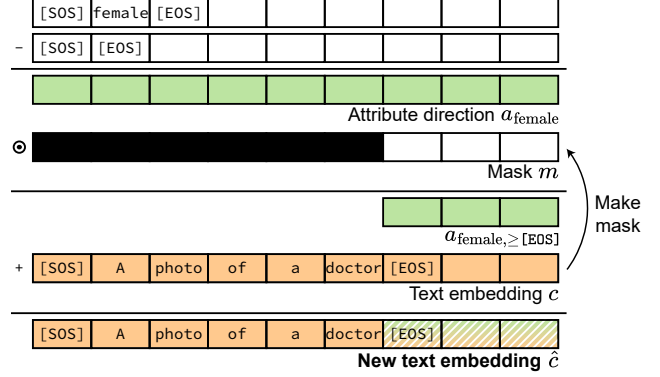 [SOS] female [EOS]
− [SOS] [EOS]
Attribute direction a_female
⊙
Mask m
Make
mask
a_female,≥[EOS]
+ [SOS] A photo of a doctor [EOS]
Text embedding c
[SOS] A photo of a doctor [EOS]
New text embedding ĉ